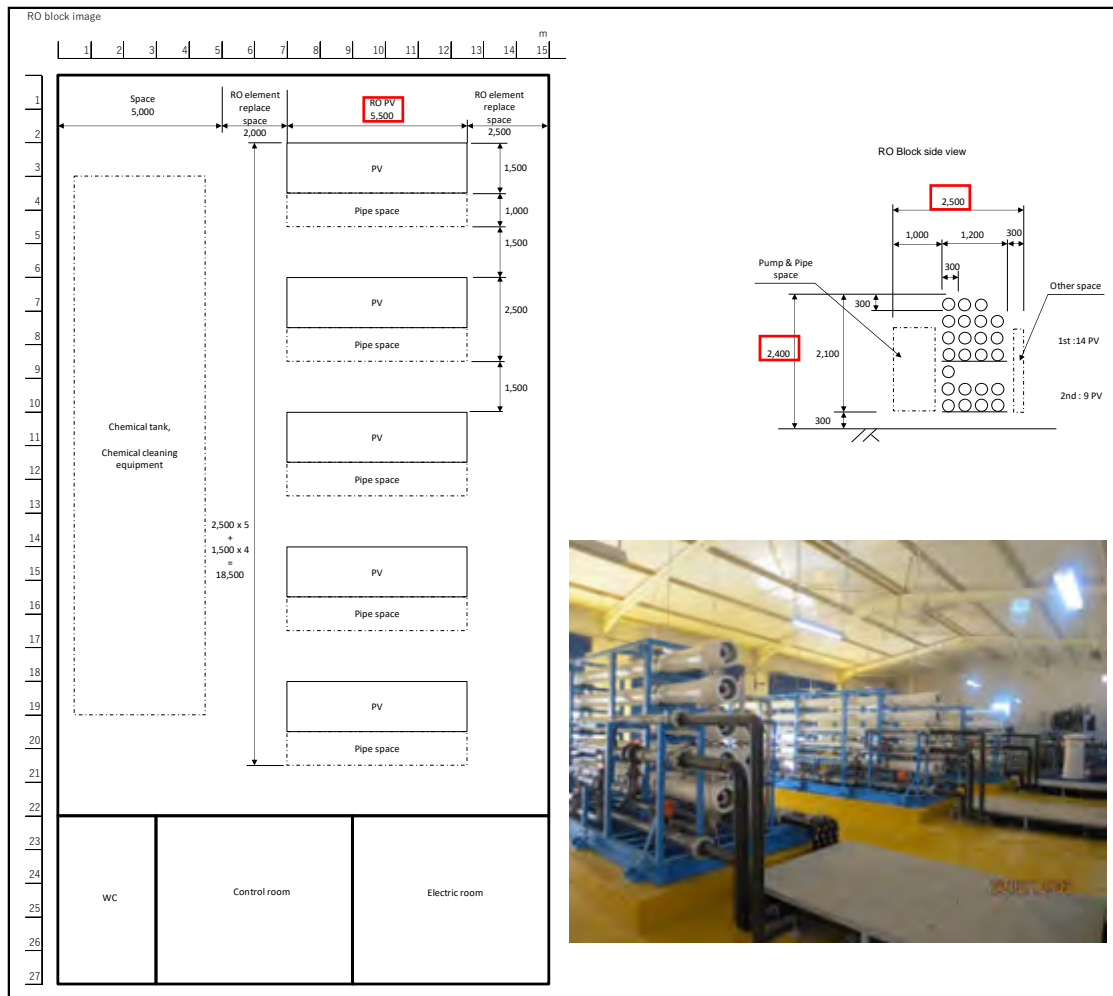 RO block image
m
1 2 3 4 5 6 7 8 9 10 11 12 13 14 15
1
2
3
4
5
6
7
8
9
10
11
12
13
14
15
16
17
18
19
20
21
22
23
24
25
26
27
Space
5,000
RO element
replace
space
2,000
RO PV
5,500
RO element
replace
space
2,500
PV
1,500
Pipe space
1,000
1,500
PV
2,500
Pipe space
1,500
PV
Pipe space
PV
Pipe space
PV
Pipe space
Chemical tank,
Chemical cleaning
equipment
2,500 x 5
+
1,500 x 4
=
18,500
WC
Control room
Electric room
RO Block side view
2,500
1,000
1,200
300
300
Pump & Pipe
space
Other space
300
2,400
2,100
300
1st :14 PV
2nd : 9 PV